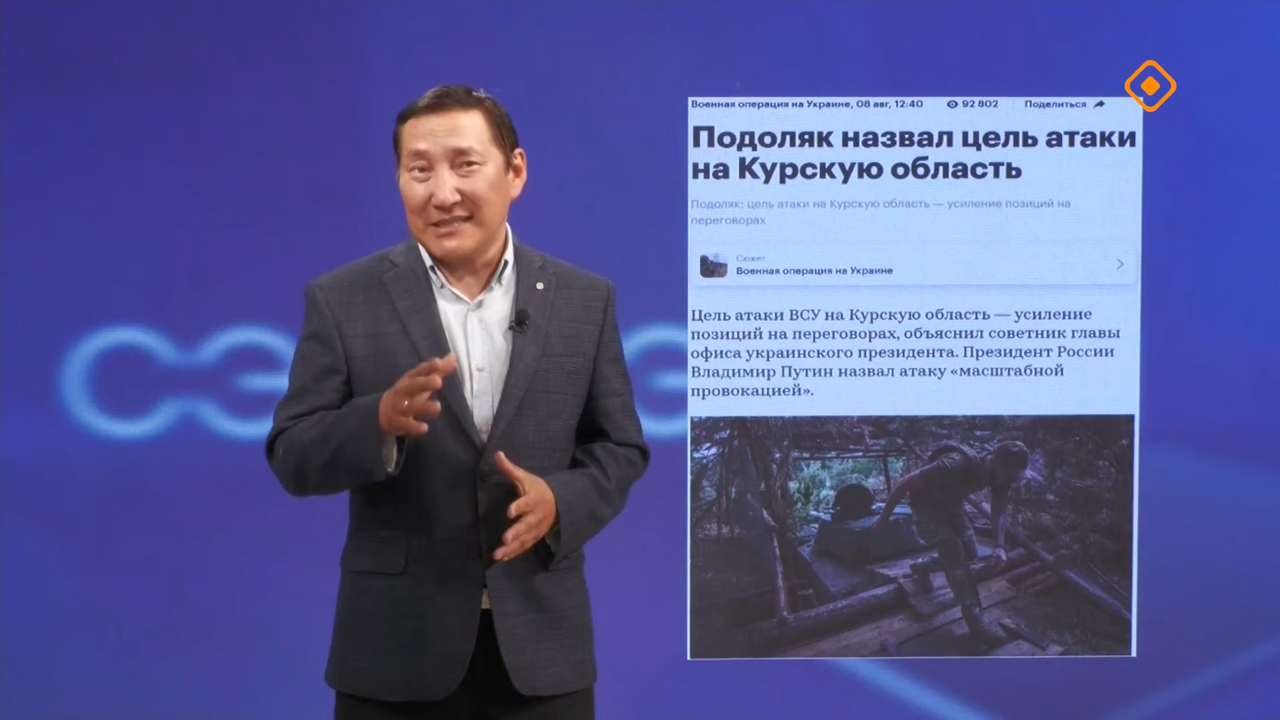 Военная операция на Украине, 08 авг, 12:40 92 802 Поделиться
Подоляк назвал цель атаки
на Курскую область
Подоляк: цель атаки на Курскую область — усиление позиций на
переговорах
Сюжет
Военная операция на Украине
Цель атаки ВСУ на Курскую область — усиление
позиций на переговорах, объяснил советник главы
офиса украинского президента. Президент России
Владимир Путин назвал атаку «масштабной
провокацией».